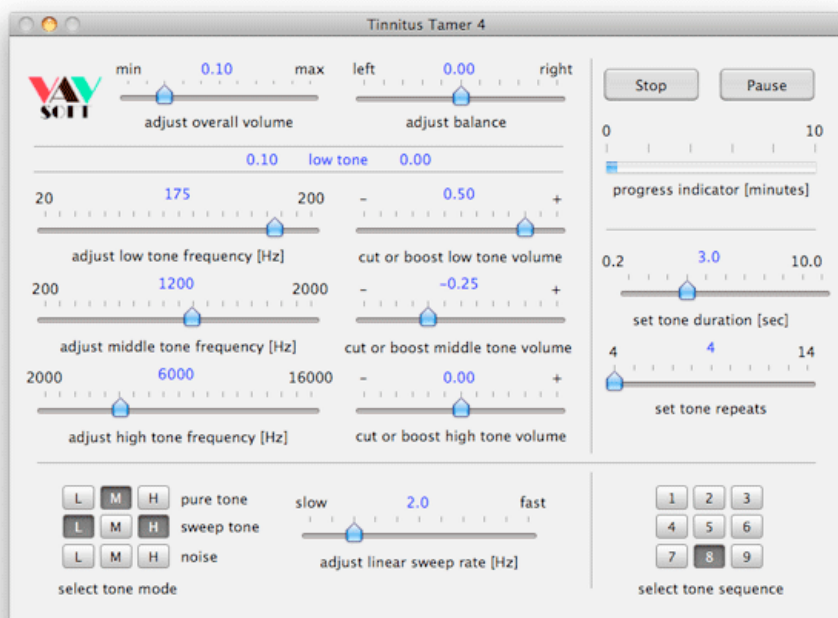 Tinnitus Tamer 4
VAV
SOFT
min 0.10 max
adjust overall volume
left 0.00 right
adjust balance
Stop
Pause
0 10
progress indicator [minutes]
0.10 low tone 0.00
20 175 200
adjust low tone frequency [Hz]
– 0.50 +
cut or boost low tone volume
200 1200 2000
adjust middle tone frequency [Hz]
– -0.25 +
cut or boost middle tone volume
2000 6000 16000
adjust high tone frequency [Hz]
– 0.00 +
cut or boost high tone volume
0.2 3.0 10.0
set tone duration [sec]
4 4 14
set tone repeats
L M H pure tone
L M H sweep tone
L M H noise
select tone mode
slow 2.0 fast
adjust linear sweep rate [Hz]
1 2 3
4 5 6
7 8 9
select tone sequence